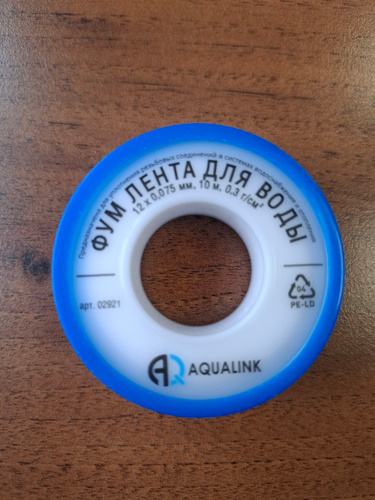 Предназначен для уплотнения резьбовых соединений в системах водоснабжения и отопления
ФУМ ЛЕНТА ДЛЯ ВОДЫ
12 x 0,075 мм, 10 м, 0,3 г/см³
арт. 02921
04
PE-LD
AQUALINK